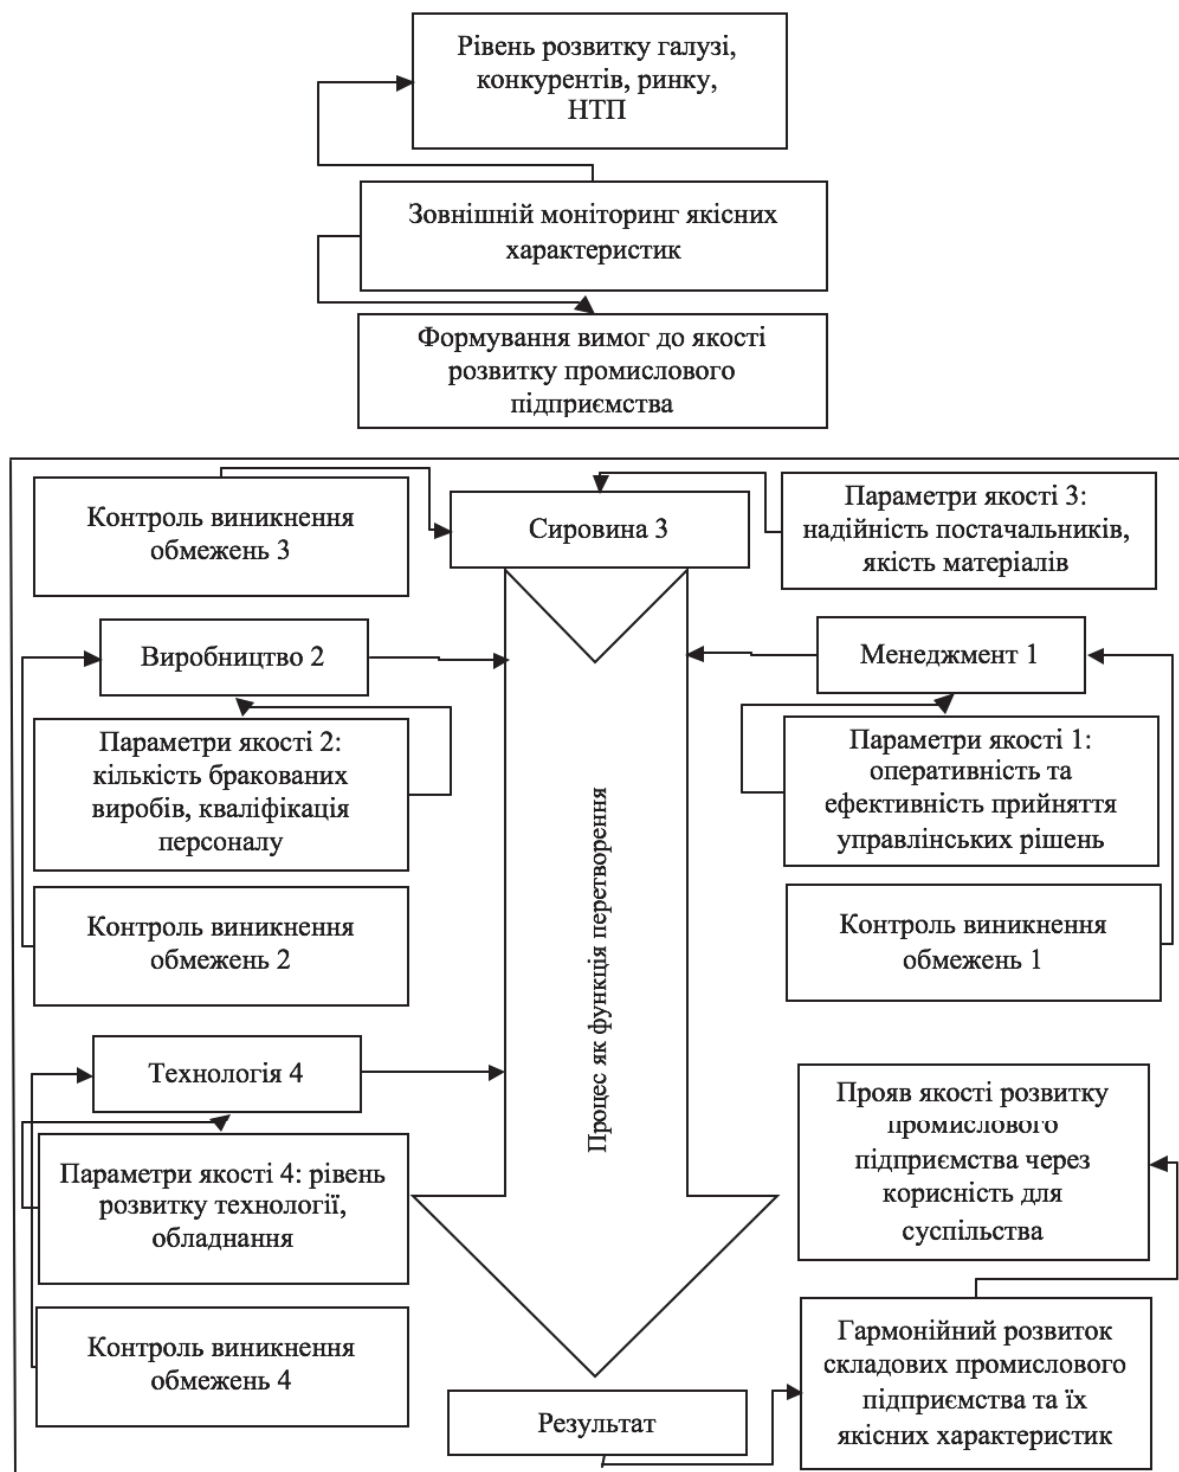 Рівень розвитку галузі,
конкурентів, ринку,
НТП
Зовнішній моніторинг якісних
характеристик
Формування вимог до якості
розвитку промислового
підприємства
Контроль виникнення
обмежень 3
Сировина 3
Параметри якості 3:
надійність постачальників,
якість матеріалів
Виробництво 2
Менеджмент 1
Параметри якості 2:
кількість бракованих
виробів, кваліфікація
персоналу
Параметри якості 1:
оперативність та
ефективність прийняття
управлінських рішень
Контроль виникнення
обмежень 2
Контроль виникнення
обмежень 1
Процес як функція перетворення
Технологія 4
Параметри якості 4: рівень
розвитку технології,
обладнання
Контроль виникнення
обмежень 4
Прояв якості розвитку
промислового
підприємства через
корисність для
суспільства
Гармонійний розвиток
складових промислового
підприємства та їх
якісних характеристик
Результат